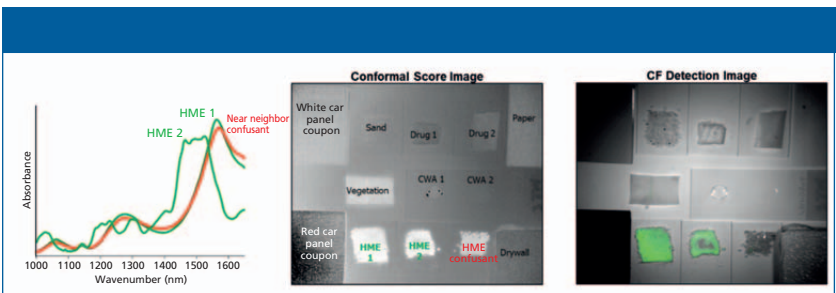 HME 1
HME 2
Near neighbor
confusant
Absorbance
1000 1100 1200 1300 1400 1500 1600
Wavenumber (nm)
Conformal Score Image
White car
panel
coupon
Sand
Drug 1
Drug 2
Paper
Vegetation
CWA 1
CWA 2
Red car
panel
coupon
HME
1
HME
2
HME
confusant
Drywall
CF Detection Image